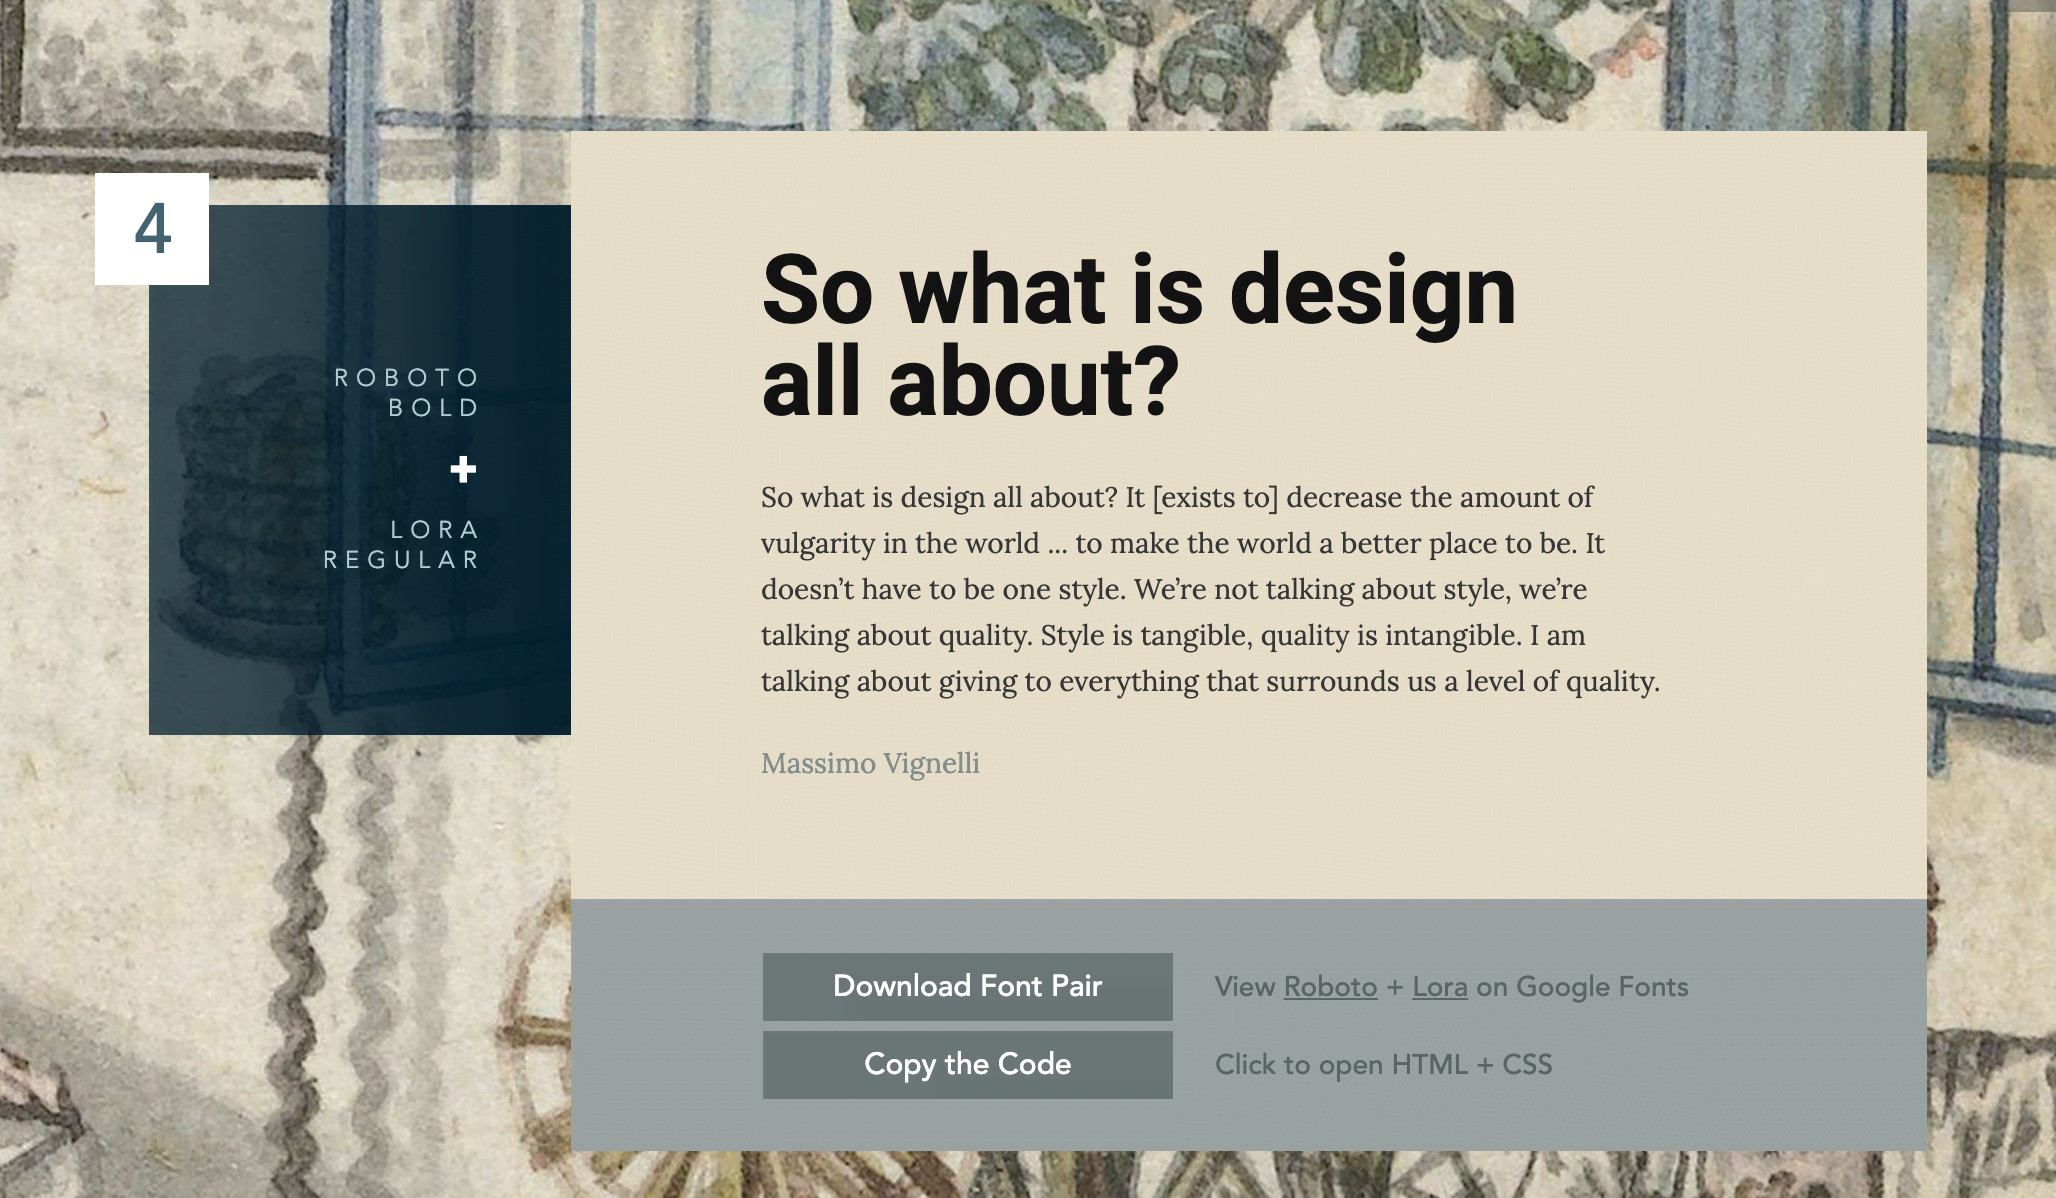 4
ROBOTO
BOLD
+
LORA
REGULAR
So what is design
all about?
So what is design all about? It [exists to] decrease the amount of
vulgarity in the world ... to make the world a better place to be. It
doesn’t have to be one style. We’re not talking about style, we’re
talking about quality. Style is tangible, quality is intangible. I am
talking about giving to everything that surrounds us a level of quality.
Massimo Vignelli
Download Font Pair
View Roboto + Lora on Google Fonts
Copy the Code
Click to open HTML + CSS